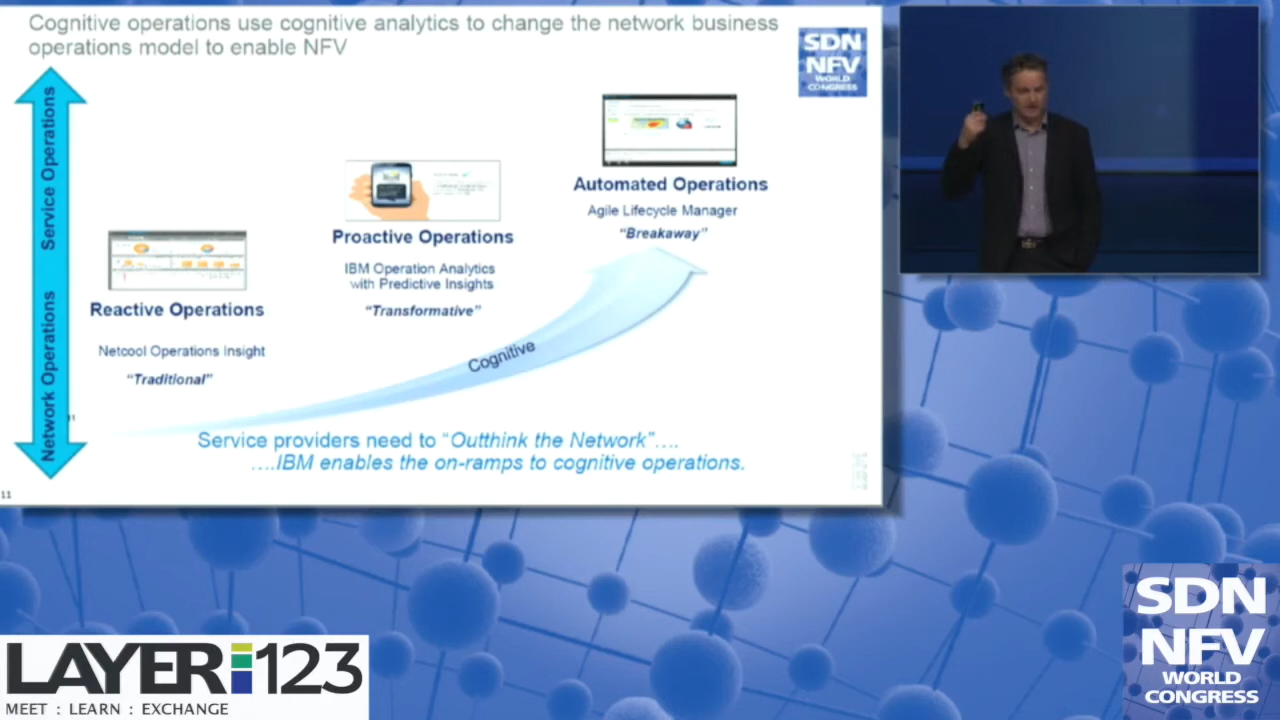 Cognitive operations use cognitive analytics to change the network business
operations model to enable NFV
SDN
NFV
WORLD
CONGRESS
Service Operations
Network Operations
Automated Operations
Agile Lifecycle Manager
“Breakaway”
Proactive Operations
IBM Operation Analytics
with Predictive Insights
“Transformative”
Reactive Operations
Netcool Operations Insight
“Traditional”
Cognitive
Service providers need to “Outthink the Network”….
….IBM enables the on-ramps to cognitive operations.
11
11
LAYER123
MEET : LEARN : EXCHANGE
SDN
NFV
WORLD
CONGRESS